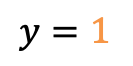 y = 1